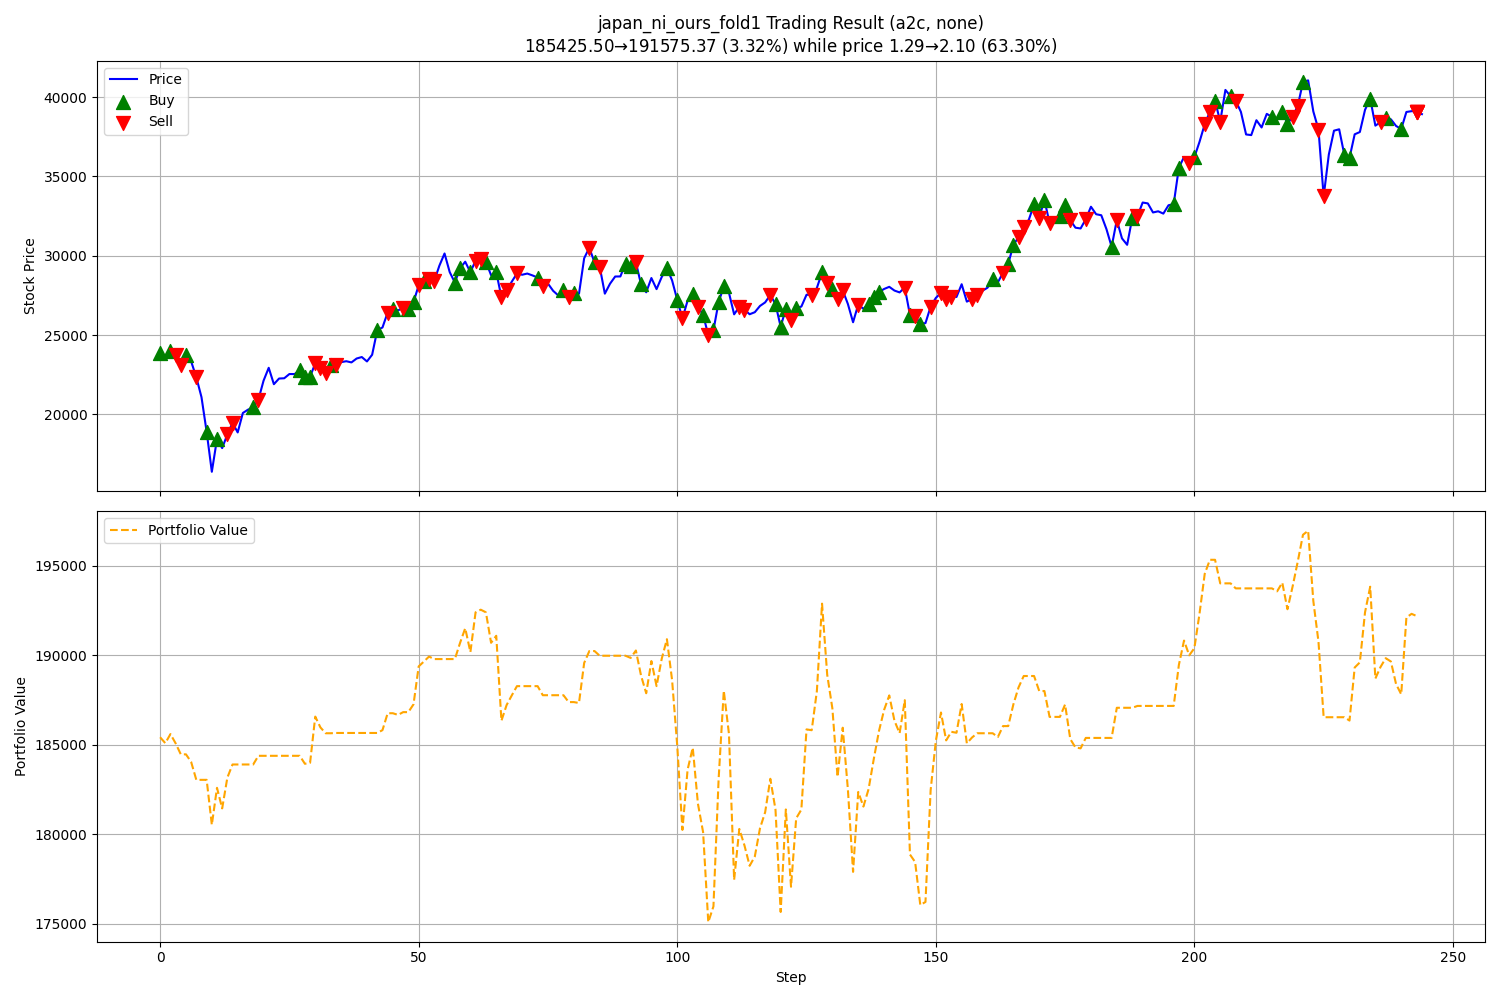 japan_ni_ours_fold1 Trading Result (a2c, none)
185425.50→191575.37 (3.32%) while price 1.29→2.10 (63.30%)
Price
Buy
Sell
40000
35000
30000
25000
20000
Stock Price
Portfolio Value
195000
190000
185000
180000
175000
Portfolio Value
0 50 100 150 200 250
Step